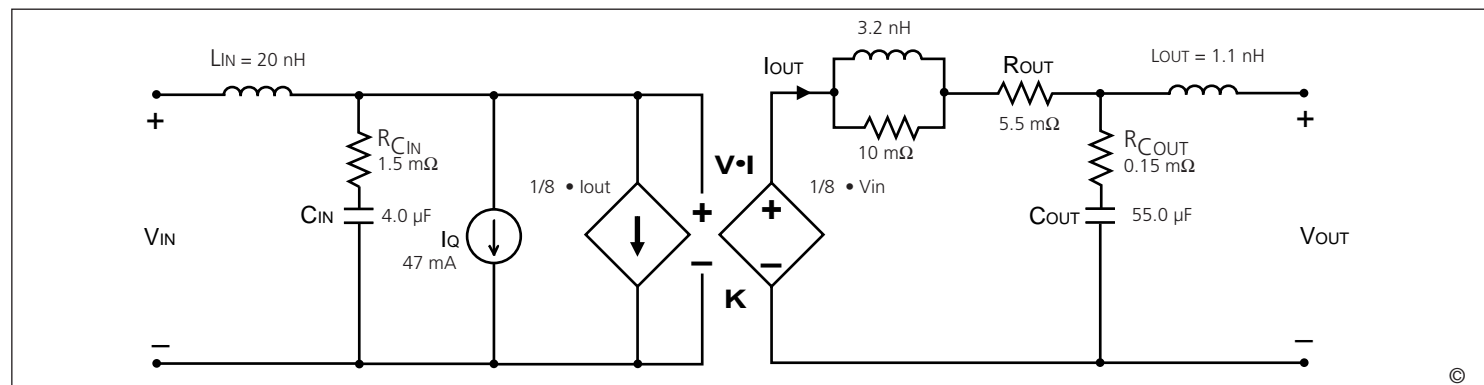 LIN = 20 nH
+
RCIN
1.5 mΩ
CIN
4.0 µF
VIN
IQ
47 mA
1/8 • Iout
–
+
–
V•I
K
+
–
1/8 • Vin
IOUT
3.2 nH
10 mΩ
ROUT
5.5 mΩ
LOUT = 1.1 nH
RCOUT
0.15 mΩ
COUT
55.0 µF
+
VOUT
–
©